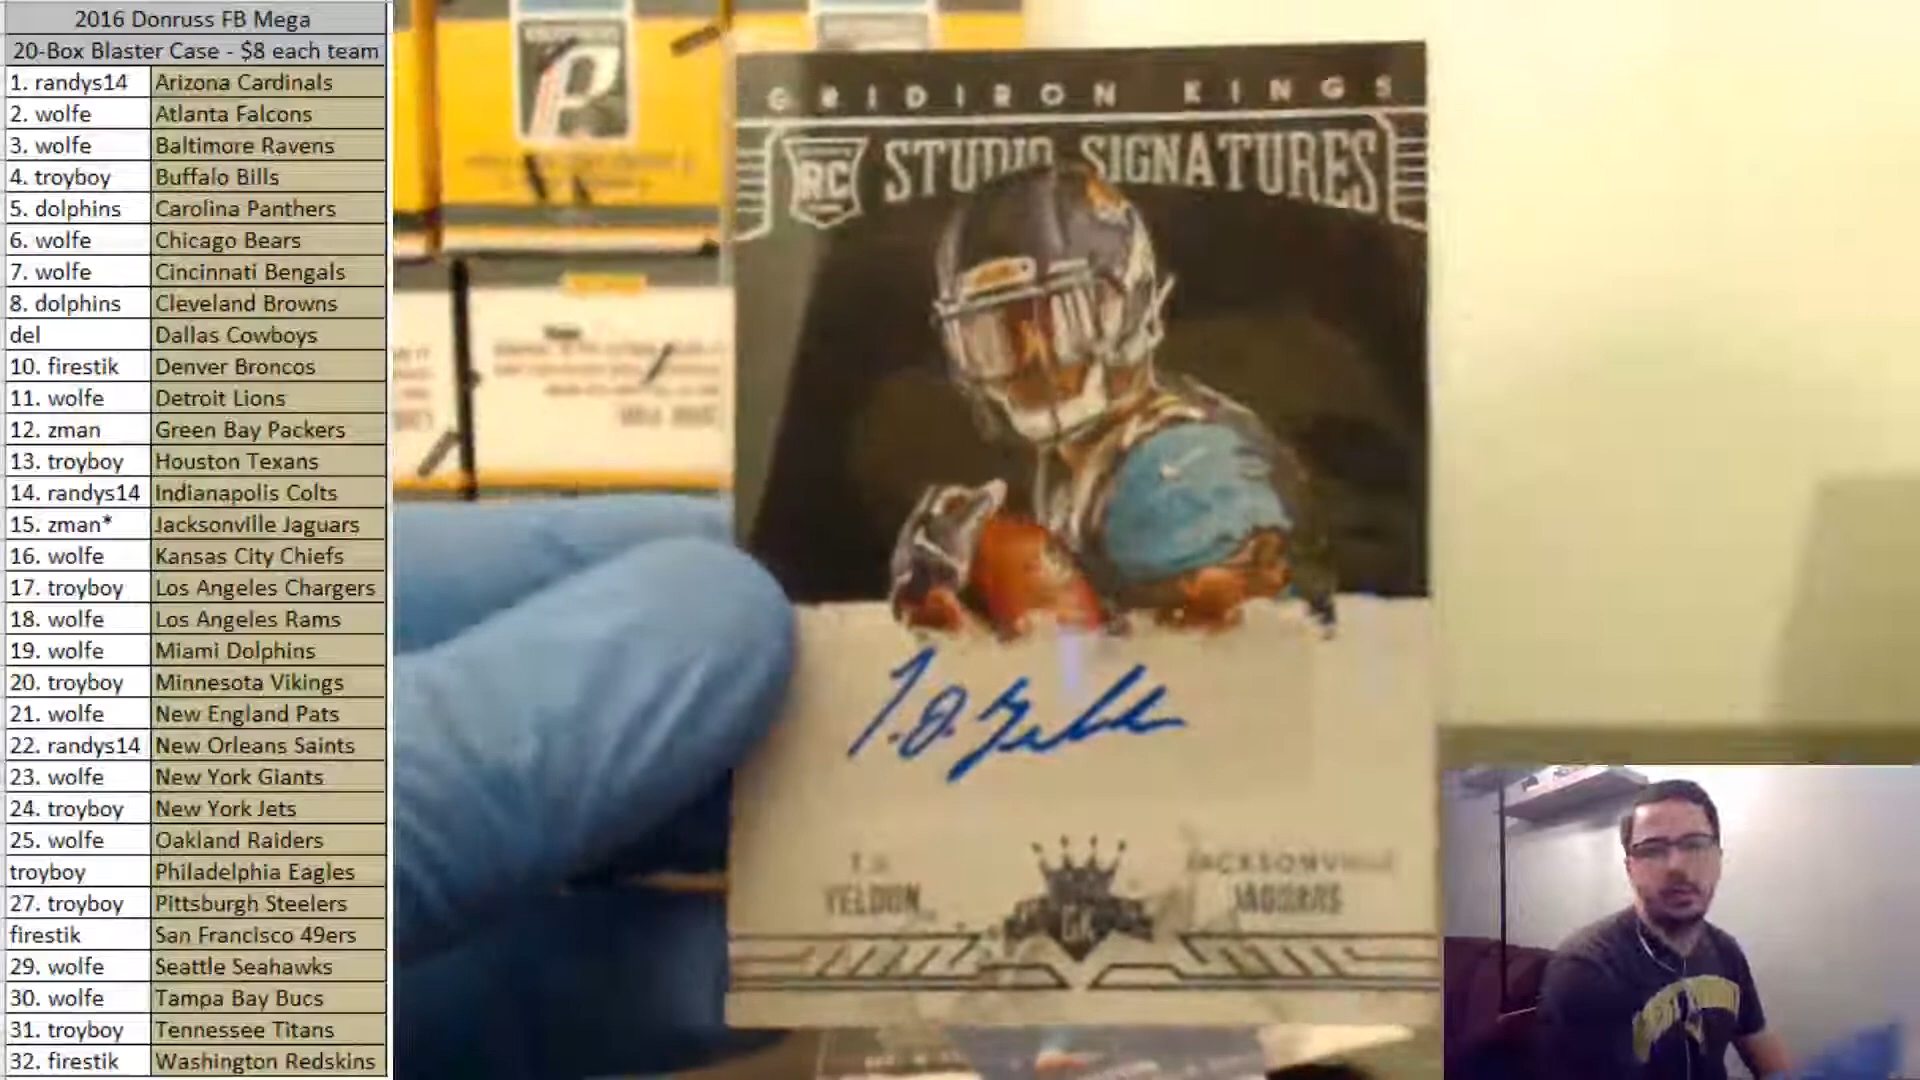 2016 Donruss FB Mega
20-Box Blaster Case - $8 each team
1. randys14 Arizona Cardinals
2. wolfe Atlanta Falcons
3. wolfe Baltimore Ravens
4. troyboy Buffalo Bills
5. dolphins Carolina Panthers
6. wolfe Chicago Bears
7. wolfe Cincinnati Bengals
8. dolphins Cleveland Browns
del Dallas Cowboys
10. firestik Denver Broncos
11. wolfe Detroit Lions
12. zman Green Bay Packers
13. troyboy Houston Texans
14. randys14 Indianapolis Colts
15. zman* Jacksonville Jaguars
16. wolfe Kansas City Chiefs
17. troyboy Los Angeles Chargers
18. wolfe Los Angeles Rams
19. wolfe Miami Dolphins
20. troyboy Minnesota Vikings
21. wolfe New England Pats
22. randys14 New Orleans Saints
23. wolfe New York Giants
24. troyboy New York Jets
25. wolfe Oakland Raiders
troyboy Philadelphia Eagles
27. troyboy Pittsburgh Steelers
firestik San Francisco 49ers
29. wolfe Seattle Seahawks
30. wolfe Tampa Bay Bucs
31. troyboy Tennessee Titans
32. firestik Washington Redskins
GRIDIRON KINGS
RC STUDIO SIGNATURES
T.J. Yeldon
T.J. JACKSONVILLE
YELDON JAGUARS
GK